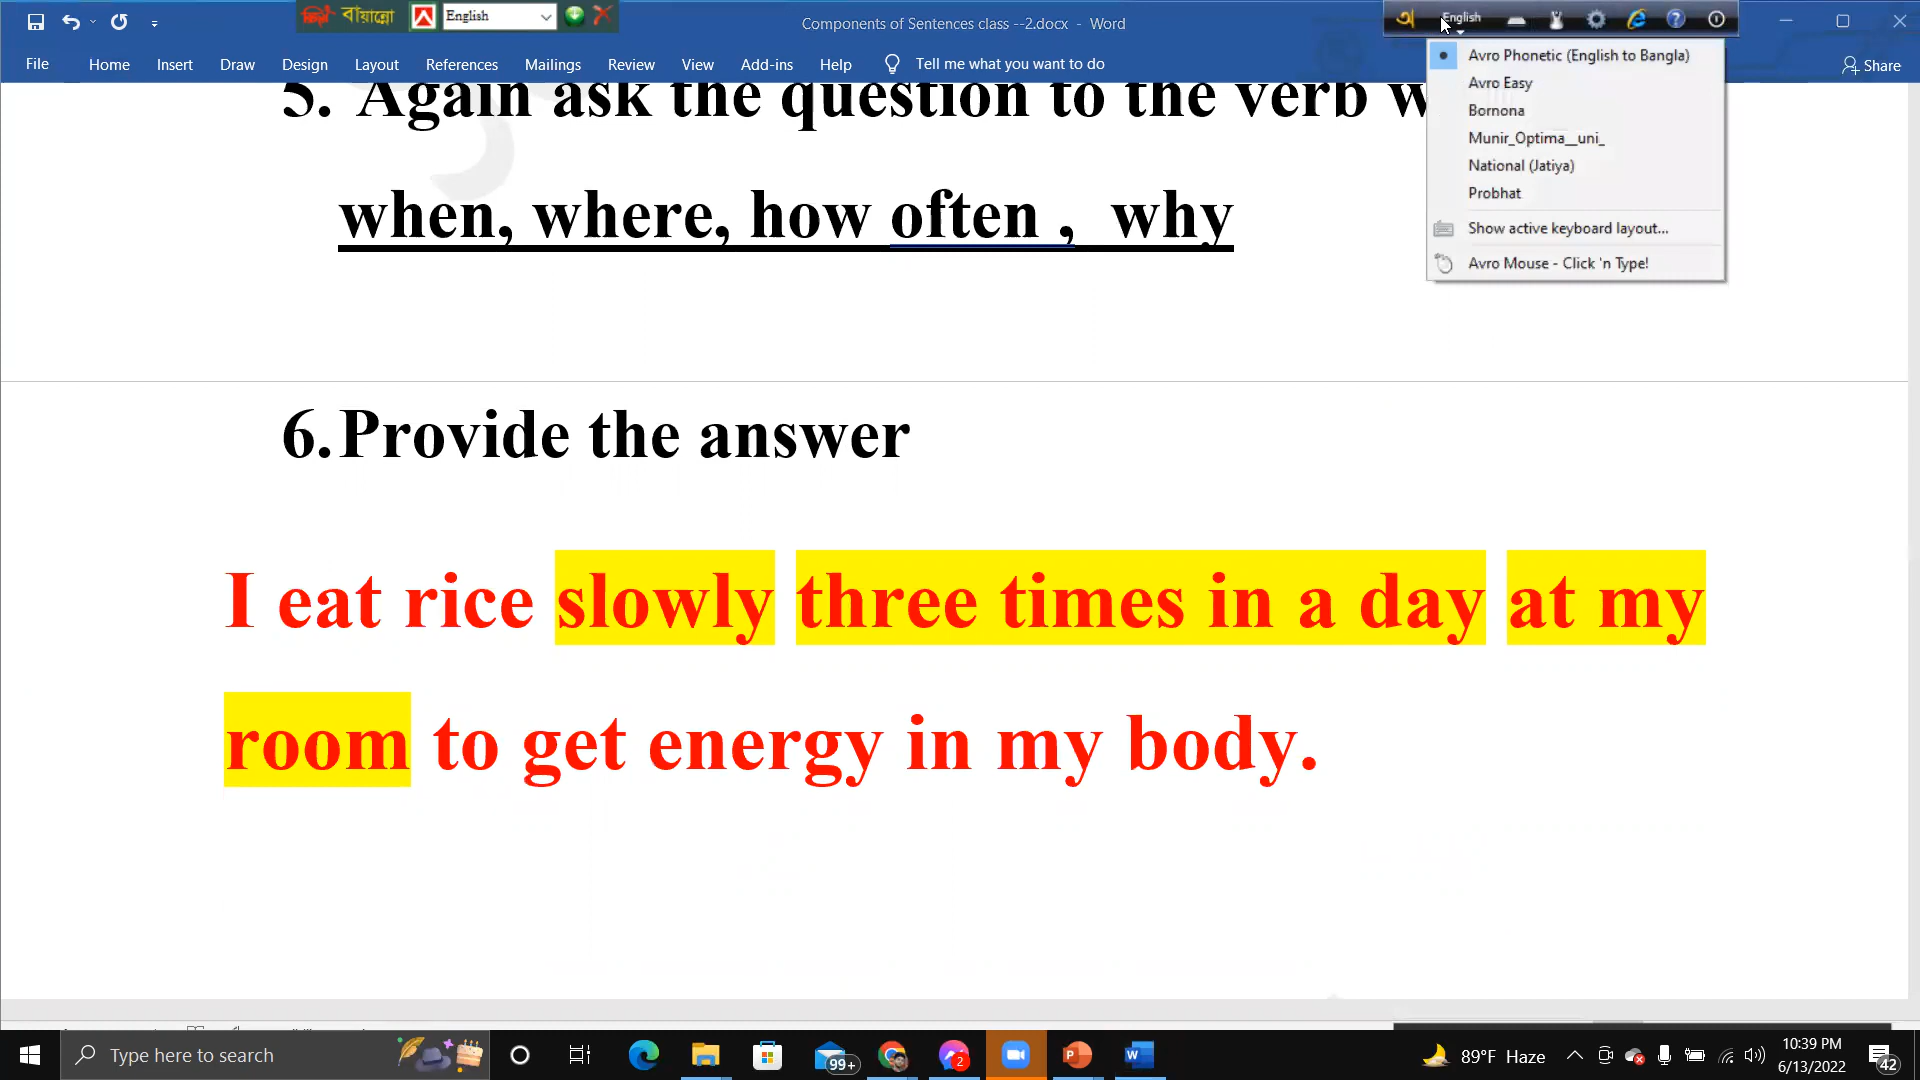 বায়ান্নো English
Components of Sentences class --2.docx - Word
English
File Home Insert Draw Design Layout References Mailings Review View Add-ins Help Tell me what you want to do Share
Avro Phonetic (English to Bangla)
Avro Easy
Bornona
Munir_Optima__uni_
National (Jatiya)
Probhat
Show active keyboard layout...
Avro Mouse - Click 'n Type!
5. Again ask the question to the verb w
when, where, how often , why
6. Provide the answer
I eat rice slowly three times in a day at my
room to get energy in my body.
Type here to search
99+
2
89°F Haze
10:39 PM
6/13/2022
42